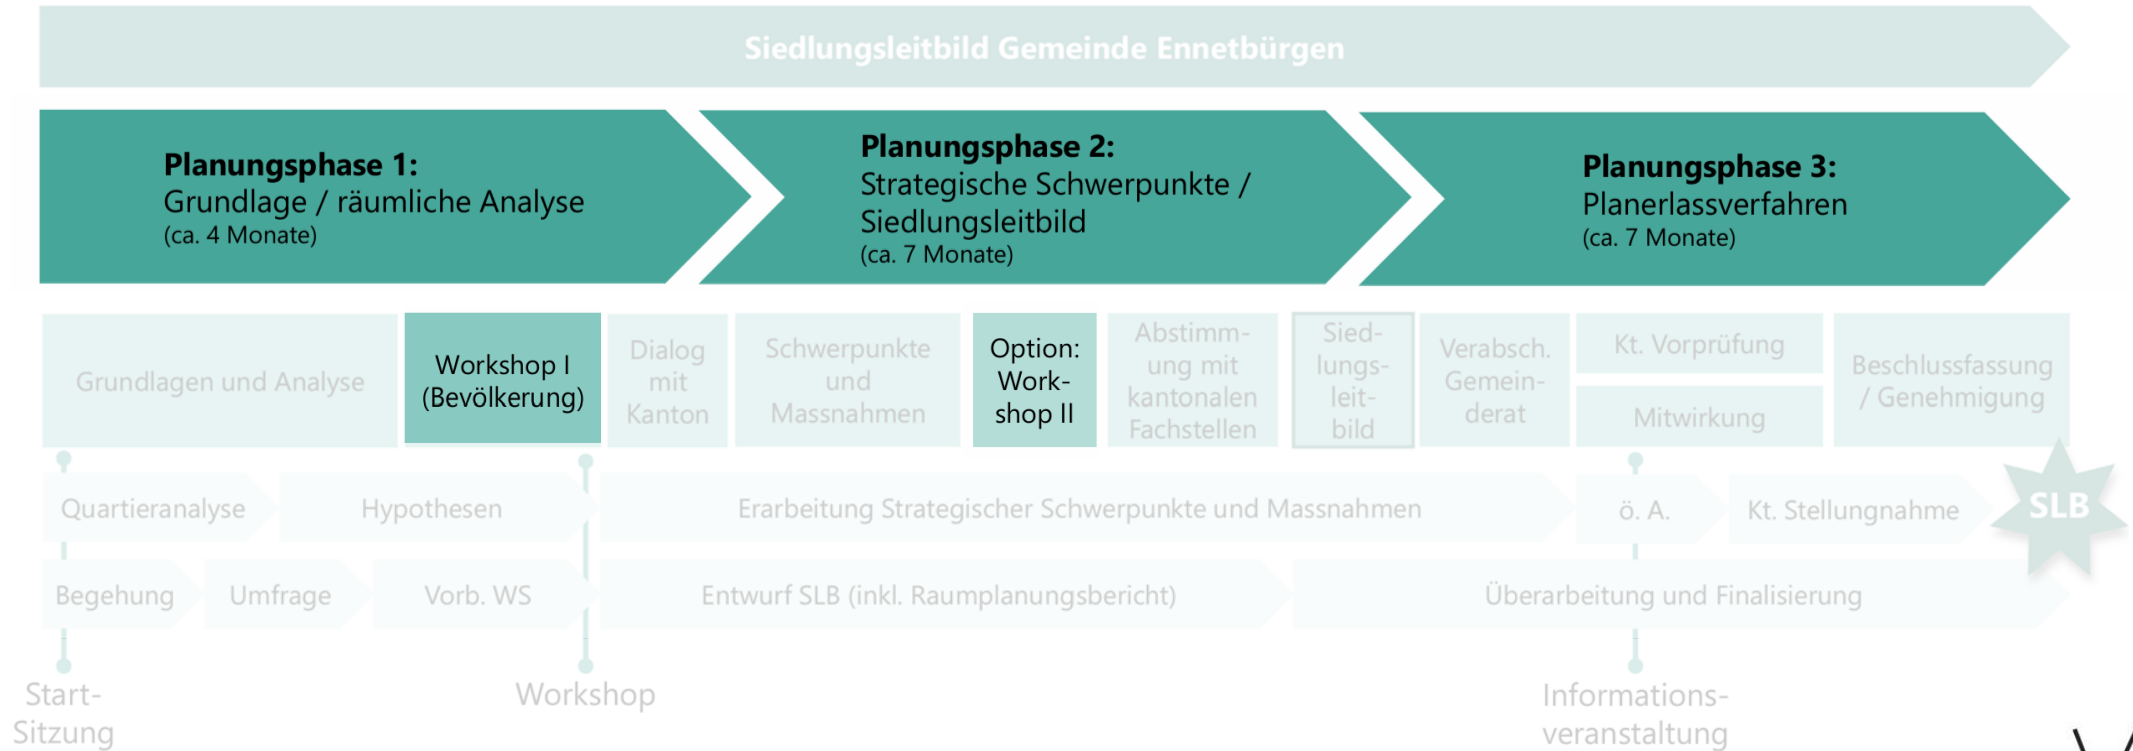 Siedlungsleitbild Gemeinde Ennetbürgen
Planungsphase 1:
Grundlage / räumliche Analyse
(ca. 4 Monate)
Planungsphase 2:
Strategische Schwerpunkte /
Siedlungsleitbild
(ca. 7 Monate)
Planungsphase 3:
Planerlassverfahren
(ca. 7 Monate)
Grundlagen und Analyse
Workshop I
(Bevölkerung)
Dialog
mit
Kanton
Schwerpunkte
und
Massnahmen
Option:
Work-
shop II
Abstimm-
ung mit
kantonalen
Fachstellen
Sied-
lungs-
leit-
bild
Verabsch.
Gemein-
derat
Kt. Vorprüfung
Mitwirkung
Beschlussfassung
/ Genehmigung
Quartieranalyse
Hypothesen
Erarbeitung Strategischer Schwerpunkte und Massnahmen
ö. A.
Kt. Stellungnahme
SLB
Begehung
Umfrage
Vorb. WS
Entwurf SLB (inkl. Raumplanungsbericht)
Überarbeitung und Finalisierung
Start-
Sitzung
Workshop
Informations-
veranstaltung